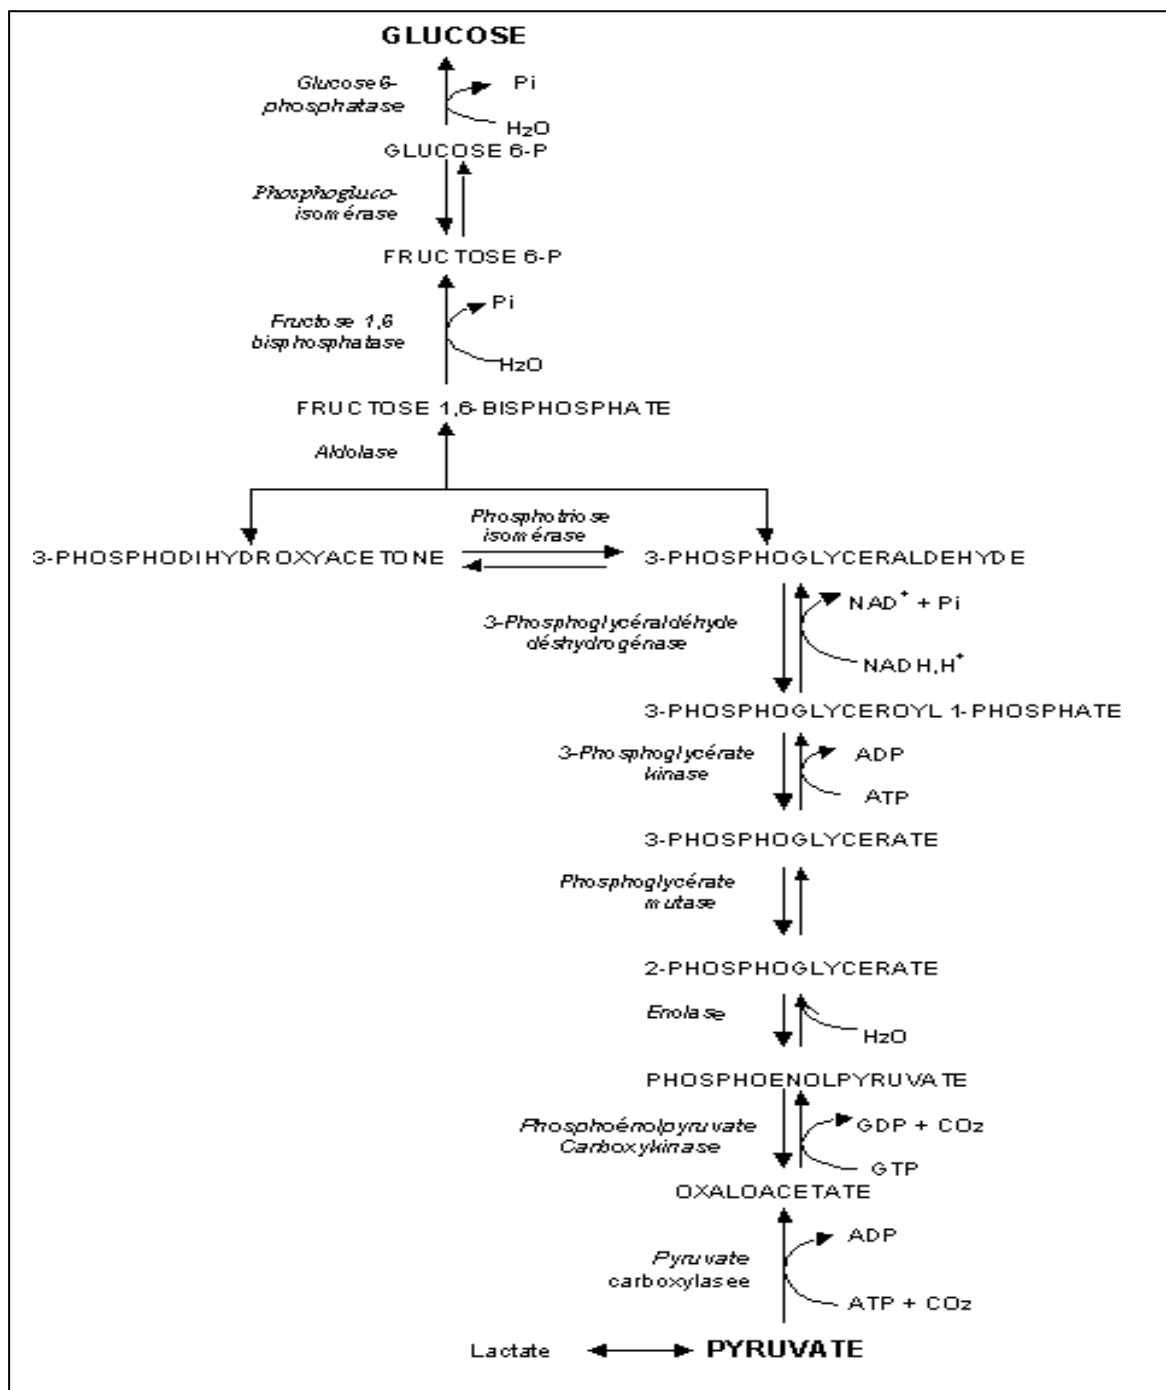 GLUCOSE
Glucose 6-
phosphatase
Pi
H2O
GLUCOSE 6-P
Phosphogluco-
isomérase
FRUCTOSE 6-P
Pi
Fructose 1,6
bisphosphatase
H2O
FRUCTOSE 1,6-BISPHOSPHATE
Aldolase
Phosphotriose
isomérase
3-PHOSPHODIHYDROXYACETONE
3-PHOSPHOGLYCERALDEHYDE
NAD+ + Pi
3-Phosphoglycéraldéhyde
déshydrogénase
NADH,H+
3-PHOSPHOGLYCEROYL 1-PHOSPHATE
3-Phosphoglycérate
kinase
ADP
ATP
3-PHOSPHOGLYCERATE
Phosphoglycérate
mutase
2-PHOSPHOGLYCERATE
Enolase
H2O
PHOSPHOENOLPYRUVATE
Phosphoénolpyruvate
Carboxykinase
GDP + CO2
GTP
OXALOACETATE
ADP
Pyruvate
carboxylasee
ATP + CO2
Lactate
PYRUVATE